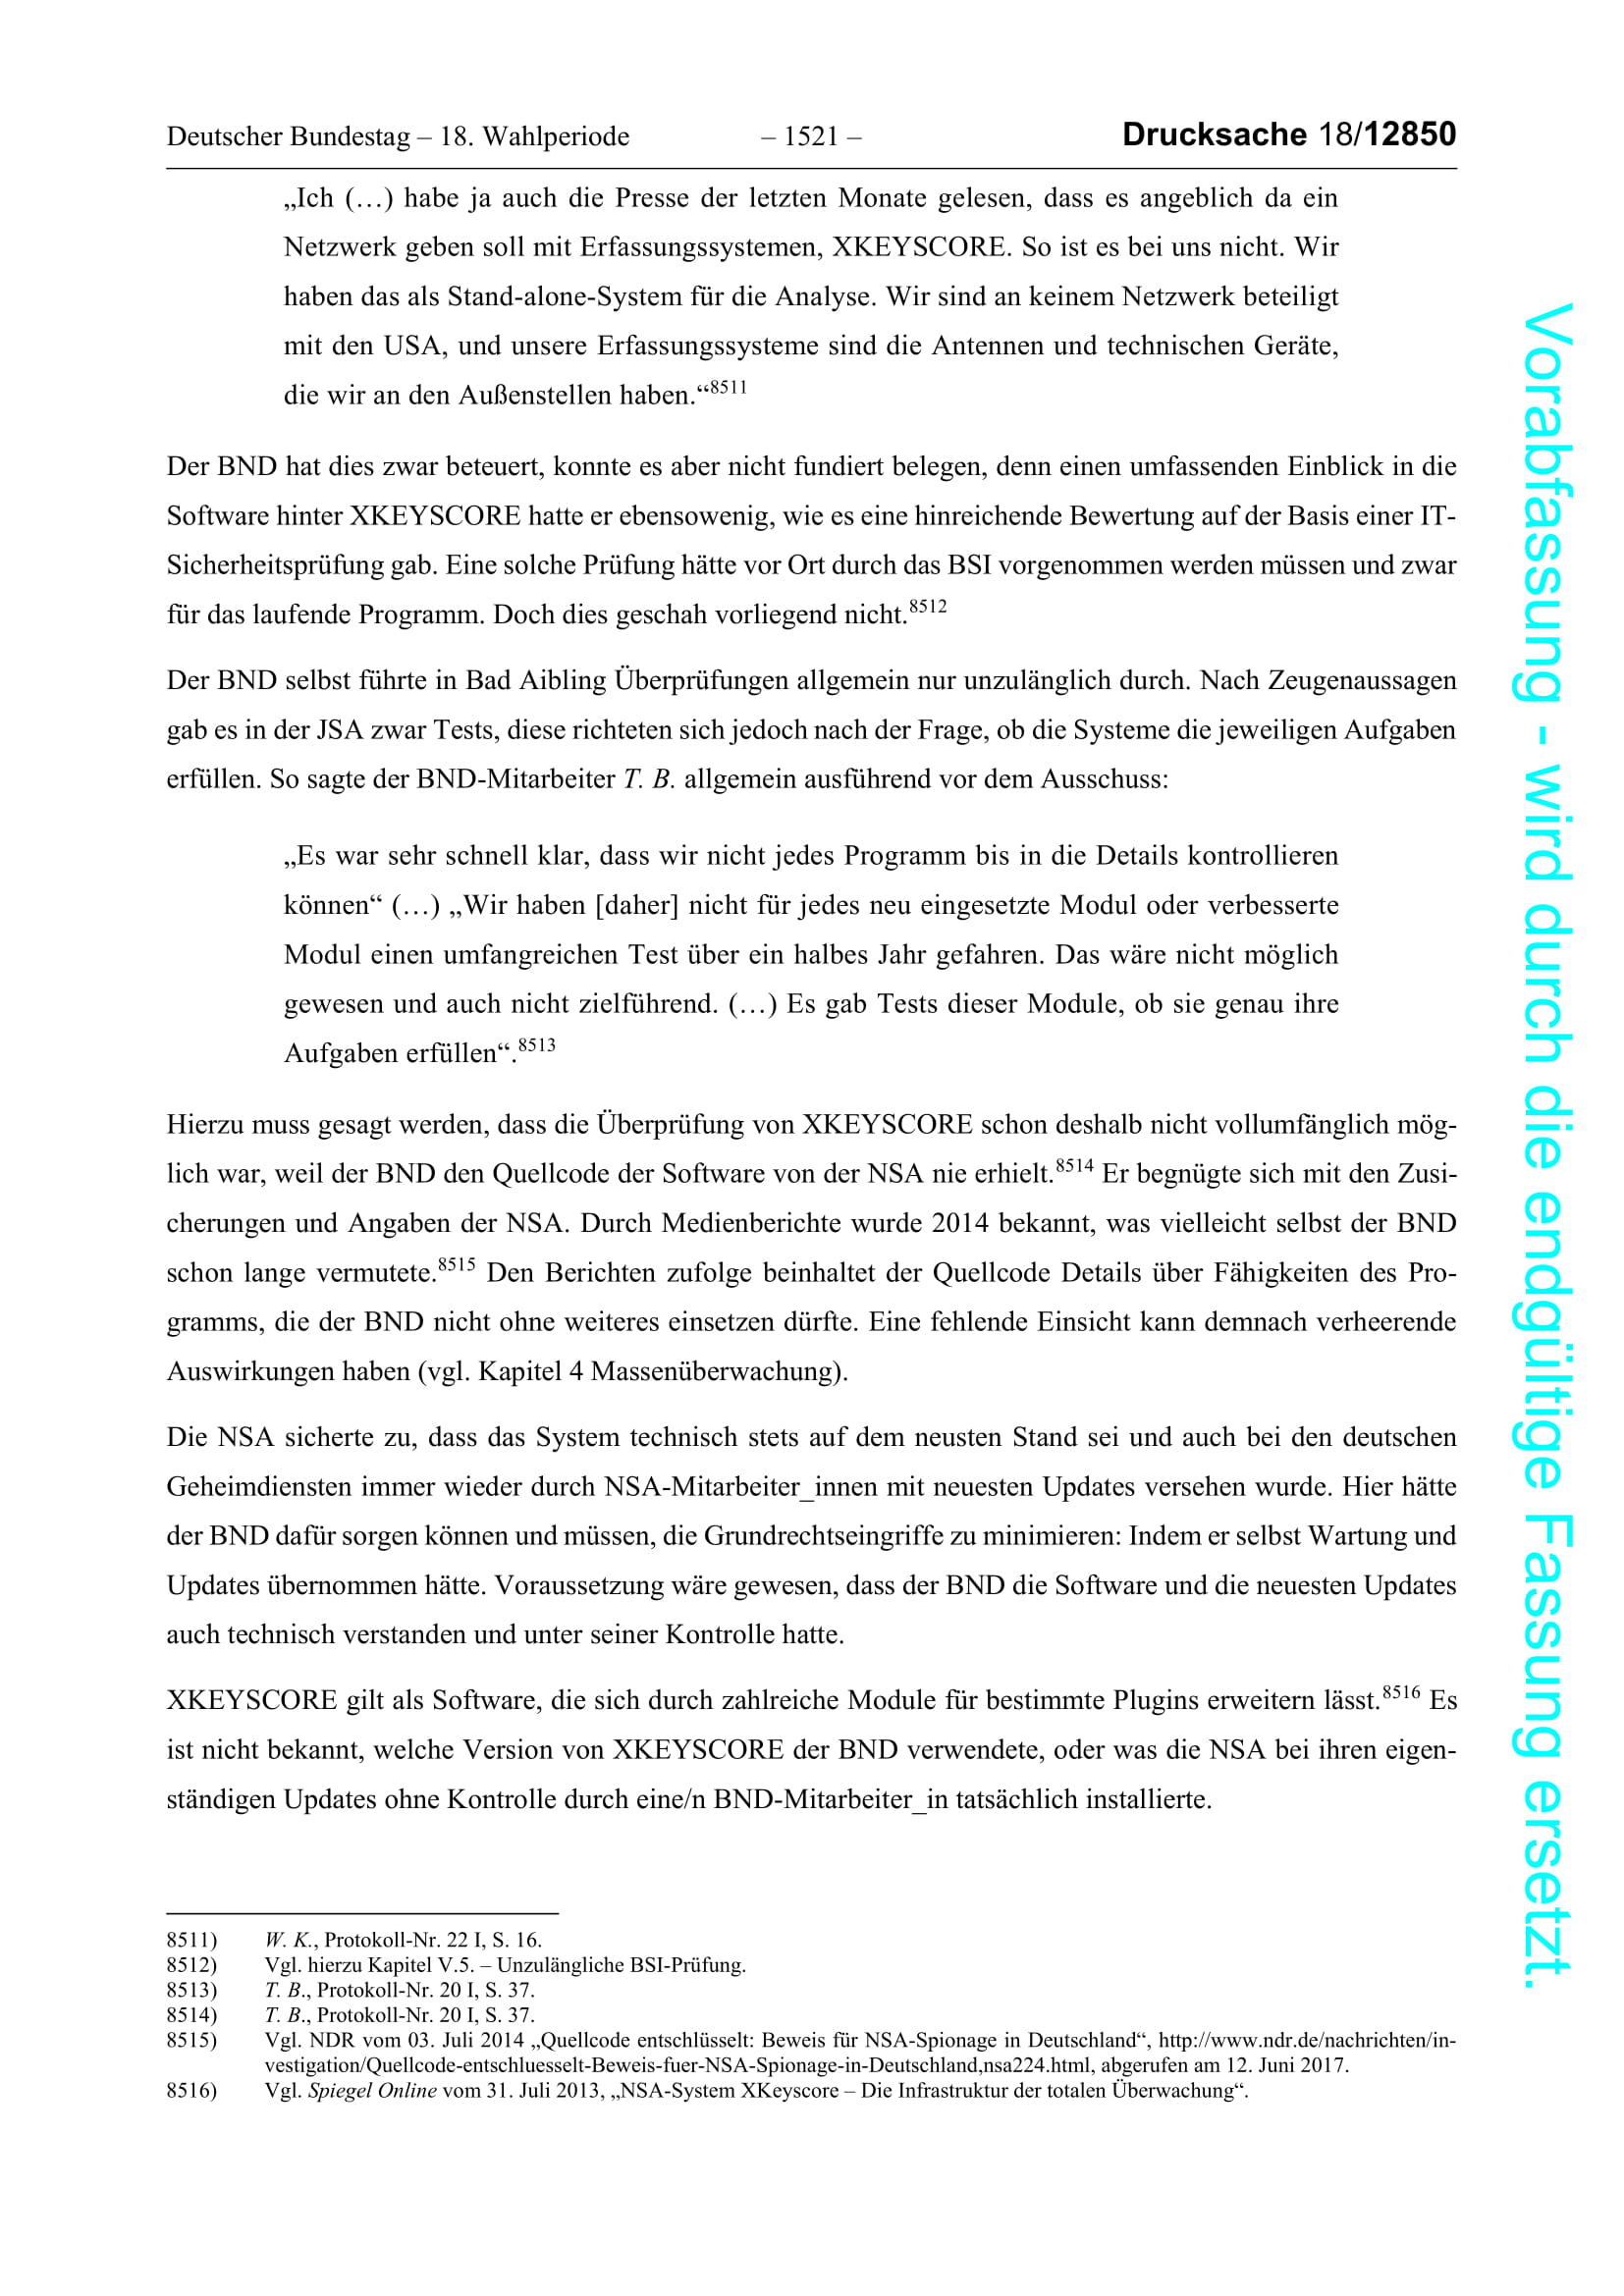 Deutscher Bundestag – 18. Wahlperiode – 1521 – Drucksache 18/12850
„Ich (…) habe ja auch die Presse der letzten Monate gelesen, dass es angeblich da ein
Netzwerk geben soll mit Erfassungssystemen, XKEYSCORE. So ist es bei uns nicht. Wir
haben das als Stand-alone-System für die Analyse. Wir sind an keinem Netzwerk beteiligt
mit den USA, und unsere Erfassungssysteme sind die Antennen und technischen Geräte,
die wir an den Außenstellen haben.“8511
Der BND hat dies zwar beteuert, konnte es aber nicht fundiert belegen, denn einen umfassenden Einblick in die
Software hinter XKEYSCORE hatte er ebensowenig, wie es eine hinreichende Bewertung auf der Basis einer IT-
Sicherheitsprüfung gab. Eine solche Prüfung hätte vor Ort durch das BSI vorgenommen werden müssen und zwar
für das laufende Programm. Doch dies geschah vorliegend nicht.8512
Der BND selbst führte in Bad Aibling Überprüfungen allgemein nur unzulänglich durch. Nach Zeugenaussagen
gab es in der JSA zwar Tests, diese richteten sich jedoch nach der Frage, ob die Systeme die jeweiligen Aufgaben
erfüllen. So sagte der BND-Mitarbeiter T. B. allgemein ausführend vor dem Ausschuss:
„Es war sehr schnell klar, dass wir nicht jedes Programm bis in die Details kontrollieren
können“ (…) „Wir haben [daher] nicht für jedes neu eingesetzte Modul oder verbesserte
Modul einen umfangreichen Test über ein halbes Jahr gefahren. Das wäre nicht möglich
gewesen und auch nicht zielführend. (…) Es gab Tests dieser Module, ob sie genau ihre
Aufgaben erfüllen“.8513
Hierzu muss gesagt werden, dass die Überprüfung von XKEYSCORE schon deshalb nicht vollumfänglich mög-
lich war, weil der BND den Quellcode der Software von der NSA nie erhielt.8514 Er begnügte sich mit den Zusi-
cherungen und Angaben der NSA. Durch Medienberichte wurde 2014 bekannt, was vielleicht selbst der BND
schon lange vermutete.8515 Den Berichten zufolge beinhaltet der Quellcode Details über Fähigkeiten des Pro-
gramms, die der BND nicht ohne weiteres einsetzen dürfte. Eine fehlende Einsicht kann demnach verheerende
Auswirkungen haben (vgl. Kapitel 4 Massenüberwachung).
Die NSA sicherte zu, dass das System technisch stets auf dem neusten Stand sei und auch bei den deutschen
Geheimdiensten immer wieder durch NSA-Mitarbeiter_innen mit neuesten Updates versehen wurde. Hier hätte
der BND dafür sorgen können und müssen, die Grundrechtseingriffe zu minimieren: Indem er selbst Wartung und
Updates übernommen hätte. Voraussetzung wäre gewesen, dass der BND die Software und die neuesten Updates
auch technisch verstanden und unter seiner Kontrolle hatte.
XKEYSCORE gilt als Software, die sich durch zahlreiche Module für bestimmte Plugins erweitern lässt.8516 Es
ist nicht bekannt, welche Version von XKEYSCORE der BND verwendete, oder was die NSA bei ihren eigen-
ständigen Updates ohne Kontrolle durch eine/n BND-Mitarbeiter_in tatsächlich installierte.
8511) W. K., Protokoll-Nr. 22 I, S. 16.
8512) Vgl. hierzu Kapitel V.5. – Unzulängliche BSI-Prüfung.
8513) T. B., Protokoll-Nr. 20 I, S. 37.
8514) T. B., Protokoll-Nr. 20 I, S. 37.
8515) Vgl. NDR vom 03. Juli 2014 „Quellcode entschlüsselt: Beweis für NSA-Spionage in Deutschland“, http://www.ndr.de/nachrichten/in-
vestigation/Quellcode-entschluesselt-Beweis-fuer-NSA-Spionage-in-Deutschland,nsa224.html, abgerufen am 12. Juni 2017.
8516) Vgl. Spiegel Online vom 31. Juli 2013, „NSA-System XKeyscore – Die Infrastruktur der totalen Überwachung“.
Vorabfassung - wird durch die endgültige Fassung ersetzt.